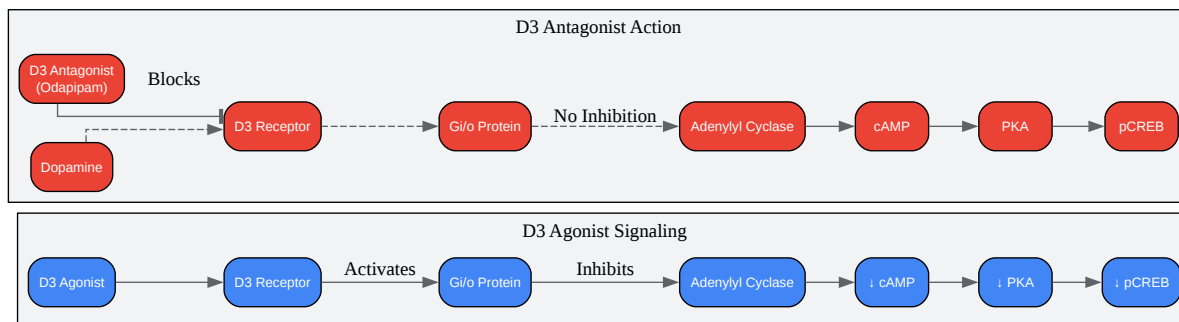 D3 Antagonist Action
D3 Antagonist
(Odapipam)
Blocks
D3 Receptor
Gi/o Protein
No Inhibition
Adenylyl Cyclase
cAMP
PKA
pCREB
Dopamine
D3 Agonist Signaling
D3 Agonist
D3 Receptor
Activates
Gi/o Protein
Inhibits
Adenylyl Cyclase
↓ cAMP
↓ PKA
↓ pCREB